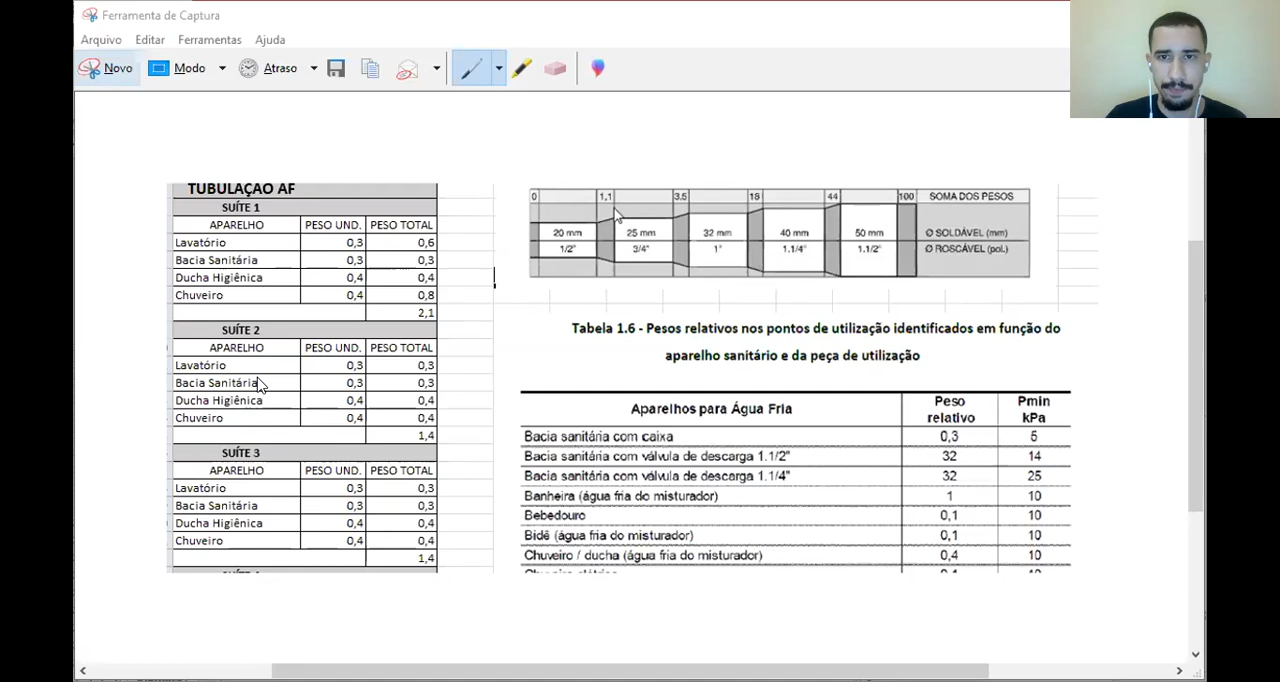 Ferramenta de Captura
Arquivo Editar Ferramentas Ajuda
Novo Modo Atraso
TUBULAÇÃO AF
SUÍTE 1
APARELHO PESO UND. PESO TOTAL
Lavatório 0,3 0,6
Bacia Sanitária 0,3 0,3
Ducha Higiênica 0,4 0,4
Chuveiro 0,4 0,8
2,1
SUÍTE 2
APARELHO PESO UND. PESO TOTAL
Lavatório 0,3 0,3
Bacia Sanitária 0,3 0,3
Ducha Higiênica 0,4 0,4
Chuveiro 0,4 0,4
1,4
SUÍTE 3
APARELHO PESO UND. PESO TOTAL
Lavatório 0,3 0,3
Bacia Sanitária 0,3 0,3
Ducha Higiênica 0,4 0,4
Chuveiro 0,4 0,4
1,4
0 1,1 3.5 18 44 100 SOMA DOS PESOS
20 mm 25 mm 32 mm 40 mm 50 mm Ø SOLDÁVEL (mm)
1/2" 3/4" 1" 1.1/4" 1.1/2" Ø ROSCÁVEL (pol.)
Tabela 1.6 - Pesos relativos nos pontos de utilização identificados em função do
aparelho sanitário e da peça de utilização
Aparelhos para Água Fria Peso relativo Pmin kPa
Bacia sanitária com caixa 0,3 5
Bacia sanitária com válvula de descarga 1.1/2" 32 14
Bacia sanitária com válvula de descarga 1.1/4" 32 25
Banheira (água fria do misturador) 1 10
Bebedouro 0,1 10
Bidê (água fria do misturador) 0,1 10
Chuveiro / ducha (água fria do misturador) 0,4 10